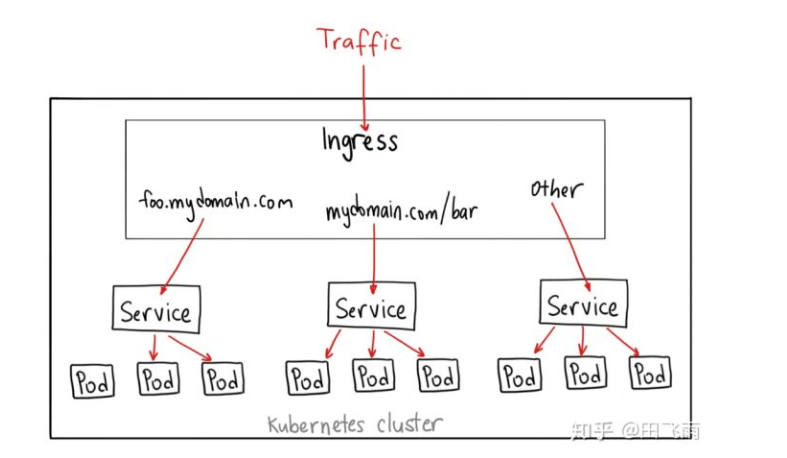 Traffic
Ingress
foo.mydomain.com
mydomain.com/bar
other
Service
Service
Service
Pod
Pod
Pod
Pod
Pod
Pod
Pod
Pod
Pod
Kubernetes cluster
知乎 @田飞雨